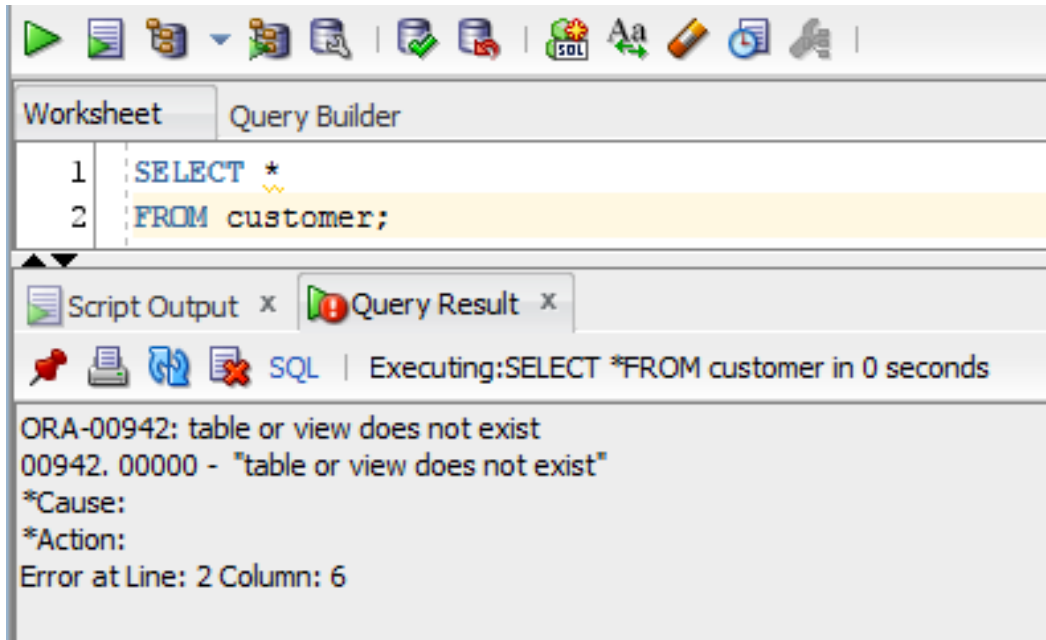 SQL Aa
Worksheet Query Builder
1 SELECT *
2 FROM customer;
Script Output x Query Result x
SQL | Executing:SELECT *FROM customer in 0 seconds
ORA-00942: table or view does not exist
00942. 00000 - "table or view does not exist"
*Cause:
*Action:
Error at Line: 2 Column: 6